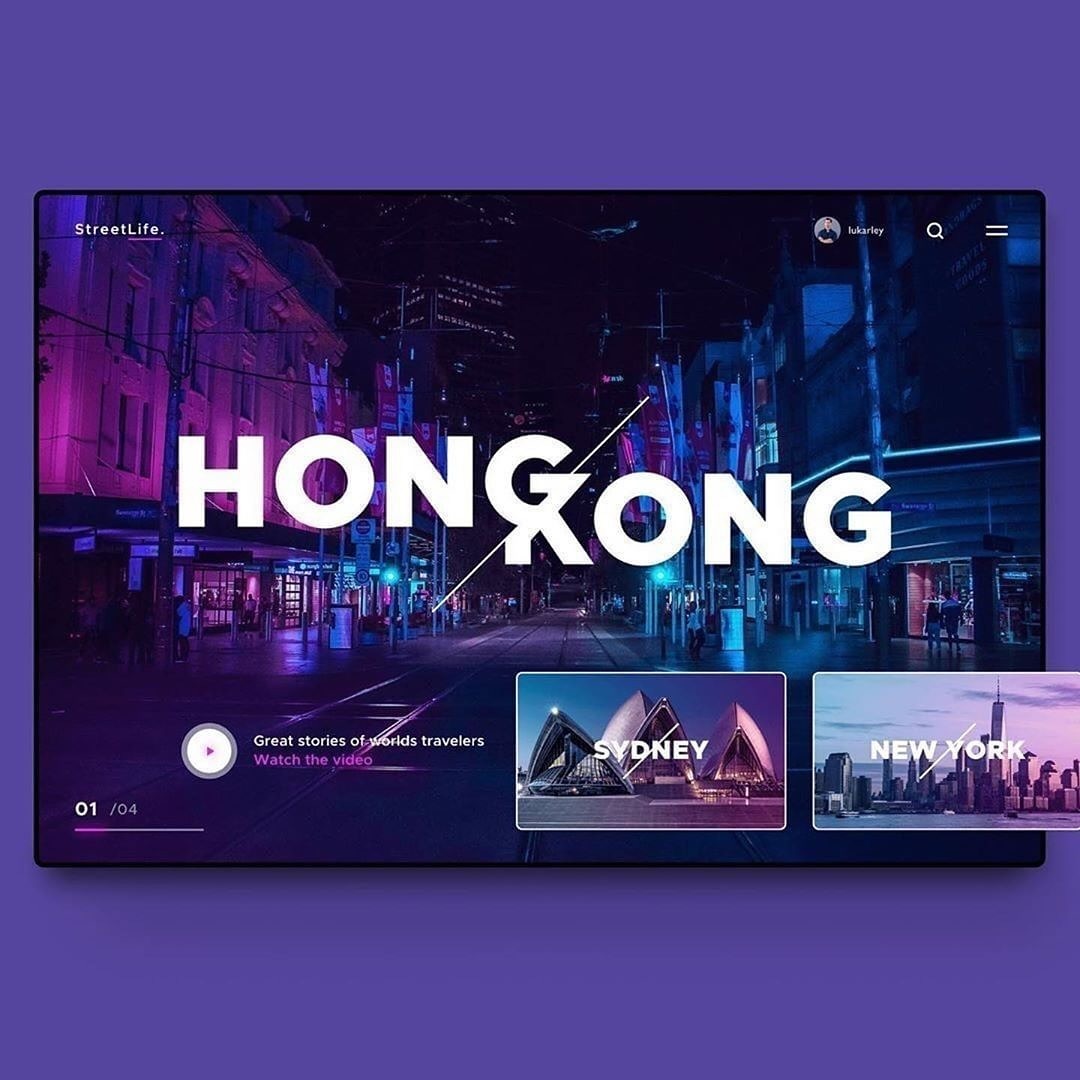 StreetLife.
lukarley
HONG
KONG
Great stories of worlds travelers
Watch the video
SYDNEY
NEW YORK
01 /04